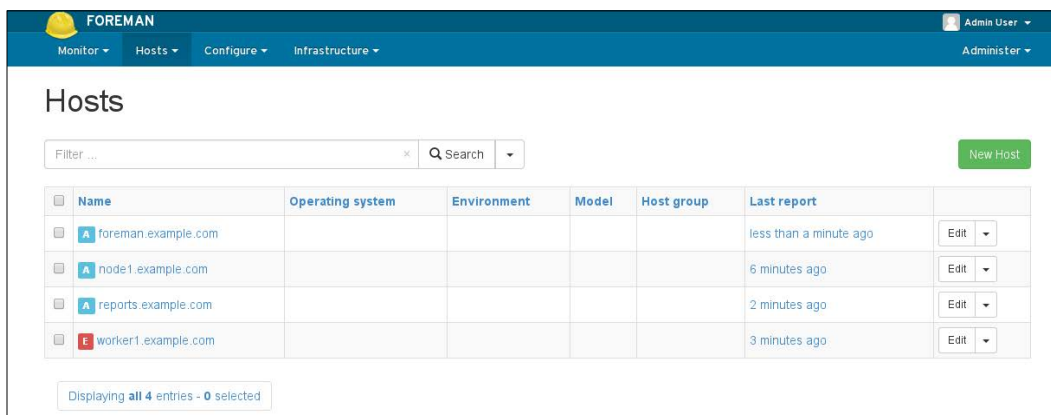 FOREMAN Admin User
Monitor Hosts Configure Infrastructure Administer
Hosts
Filter ... × Search New Host
Name Operating system Environment Model Host group Last report
A foreman.example.com less than a minute ago Edit
A node1.example.com 6 minutes ago Edit
A reports.example.com 2 minutes ago Edit
E worker1.example.com 3 minutes ago Edit
Displaying all 4 entries - 0 selected